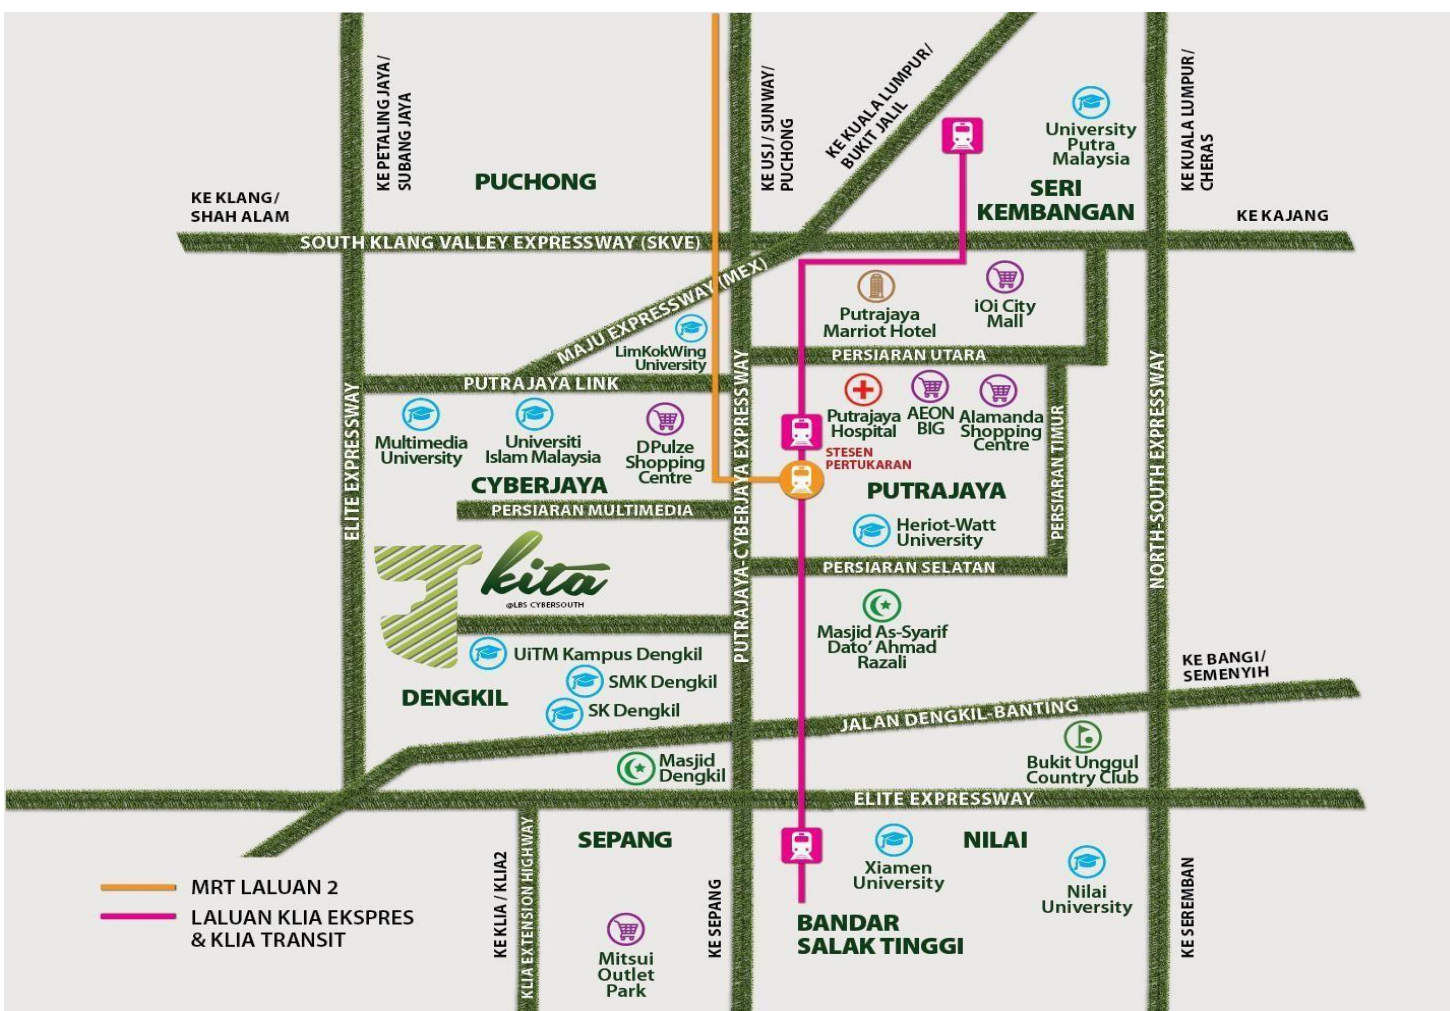 KE PETALING JAYA/
SUBANG JAYA
KE USJ / SUNWAY/
PUCHONG
KE KUALA LUMPUR/
BUKIT JALIL
KE KUALA LUMPUR/
CHERAS
University
Putra
Malaysia
PUCHONG
SERI
KEMBANGAN
KE KLANG/
SHAH ALAM
KE KAJANG
SOUTH KLANG VALLEY EXPRESSWAY (SKVE)
MAJU EXPRESSWAY (MEX)
Putrajaya
Marriot Hotel
iOi City
Mall
LimKokWing
University
PERSIARAN UTARA
PUTRAJAYA LINK
Multimedia
University
Universiti
Islam Malaysia
DPulze
Shopping
Centre
Putrajaya
Hospital
AEON
BIG
Alamanda
Shopping
Centre
STESEN
PERTUKARAN
CYBERJAYA
PUTRAJAYA
ELITE EXPRESSWAY
PUTRAJAYA-CYBERJAYA EXPRESSWAY
PERSIARAN TIMUR
NORTH-SOUTH EXPRESSWAY
PERSIARAN MULTIMEDIA
Heriot-Watt
University
PERSIARAN SELATAN
kita
@LBS CYBERSOUTH
Masjid As-Syarif
Dato' Ahmad
Razali
UiTM Kampus Dengkil
SMK Dengkil
SK Dengkil
DENGKIL
KE BANGI/
SEMENYIH
JALAN DENGKIL-BANTING
Masjid
Dengkil
Bukit Unggul
Country Club
ELITE EXPRESSWAY
SEPANG
NILAI
Xiamen
University
Nilai
University
KE KLIA / KLIA2
KLIA EXTENSION HIGHWAY
KE SEPANG
KE SEREMBAN
BANDAR
SALAK TINGGI
Mitsui
Outlet
Park
MRT LALUAN 2
LALUAN KLIA EKSPRES
& KLIA TRANSIT